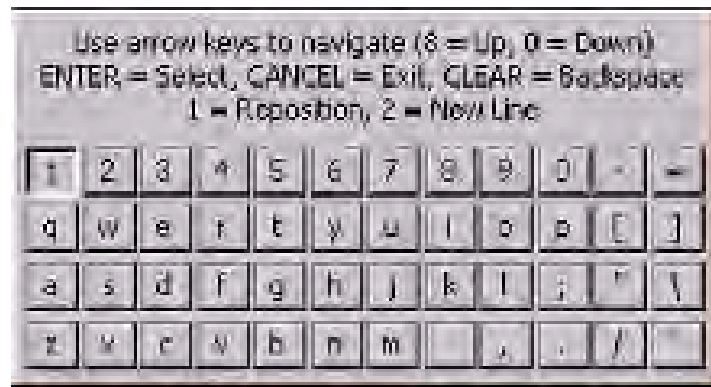 Use arrow keys to navigate (8 = Up, 0 = Down)
ENTER = Select, CANCEL = Exit, CLEAR = Backspace
1 = Reposition, 2 = New Line
1 2 3 4 5 6 7 8 9 0 - =
q w e r t y u i o p [ ]
a s d f g h j k l ; ' \
z x c v b n m , . /